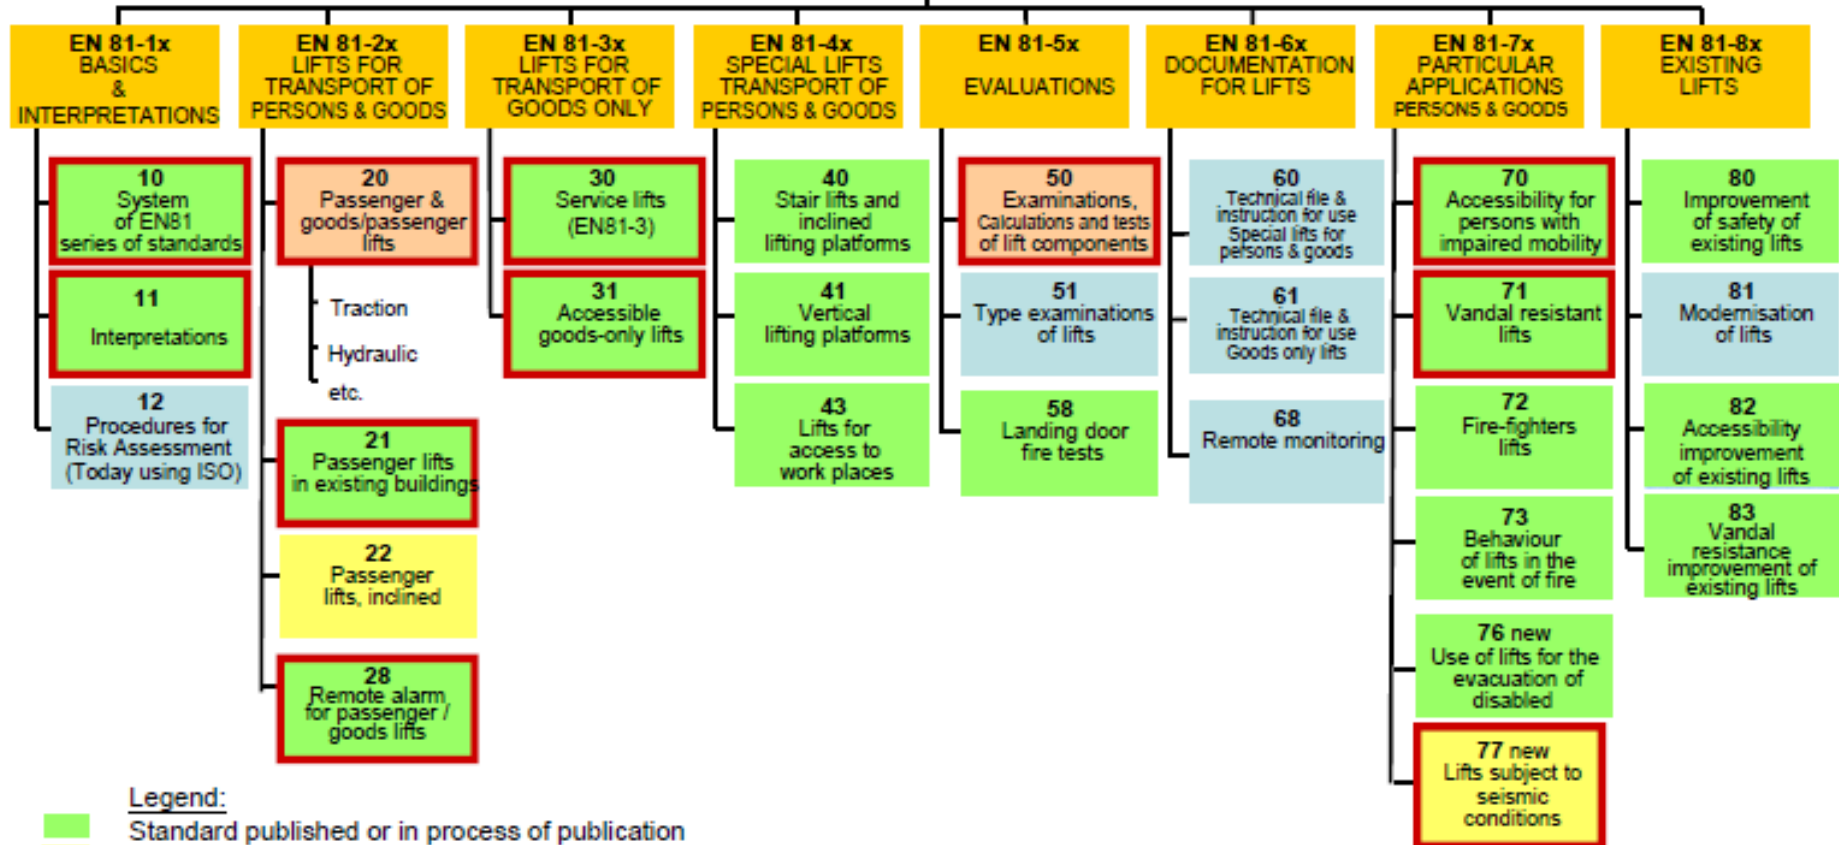 EN 81-1x
BASICS
&
INTERPRETATIONS
EN 81-2x
LIFTS FOR
TRANSPORT OF
PERSONS & GOODS
EN 81-3x
LIFTS FOR
TRANSPORT OF
GOODS ONLY
EN 81-4x
SPECIAL LIFTS
TRANSPORT OF
PERSONS & GOODS
EN 81-5x
EVALUATIONS
EN 81-6x
DOCUMENTATION
FOR LIFTS
EN 81-7x
PARTICULAR
APPLICATIONS
PERSONS & GOODS
EN 81-8x
EXISTING
LIFTS
10
System
of EN81
series of standards
11
Interpretations
12
Procedures for
Risk Assessment
(Today using ISO)
20
Passenger &
goods/passenger
lifts
Traction
Hydraulic
etc.
21
Passenger lifts
in existing buildings
22
Passenger
lifts, inclined
28
Remote alarm
for passenger /
goods lifts
30
Service lifts
(EN81-3)
31
Accessible
goods-only lifts
40
Stair lifts and
inclined
lifting platforms
41
Vertical
lifting platforms
43
Lifts for
access to
work places
50
Examinations,
Calculations and tests
of lift components
51
Type examinations
of lifts
58
Landing door
fire tests
60
Technical file &
instruction for use
Special lifts for
persons & goods
61
Technical file &
instruction for use
Goods only lifts
68
Remote monitoring
70
Accessibility for
persons with
impaired mobility
71
Vandal resistant
lifts
72
Fire-fighters
lifts
73
Behaviour
of lifts in the
event of fire
76 new
Use of lifts for the
evacuation of
disabled
77 new
Lifts subject to
seismic
conditions
80
Improvement
of safety of
existing lifts
81
Modernisation
of lifts
82
Accessibility
improvement
of existing lifts
83
Vandal
resistance
improvement of
existing lifts
Legend:
Standard published or in process of publication